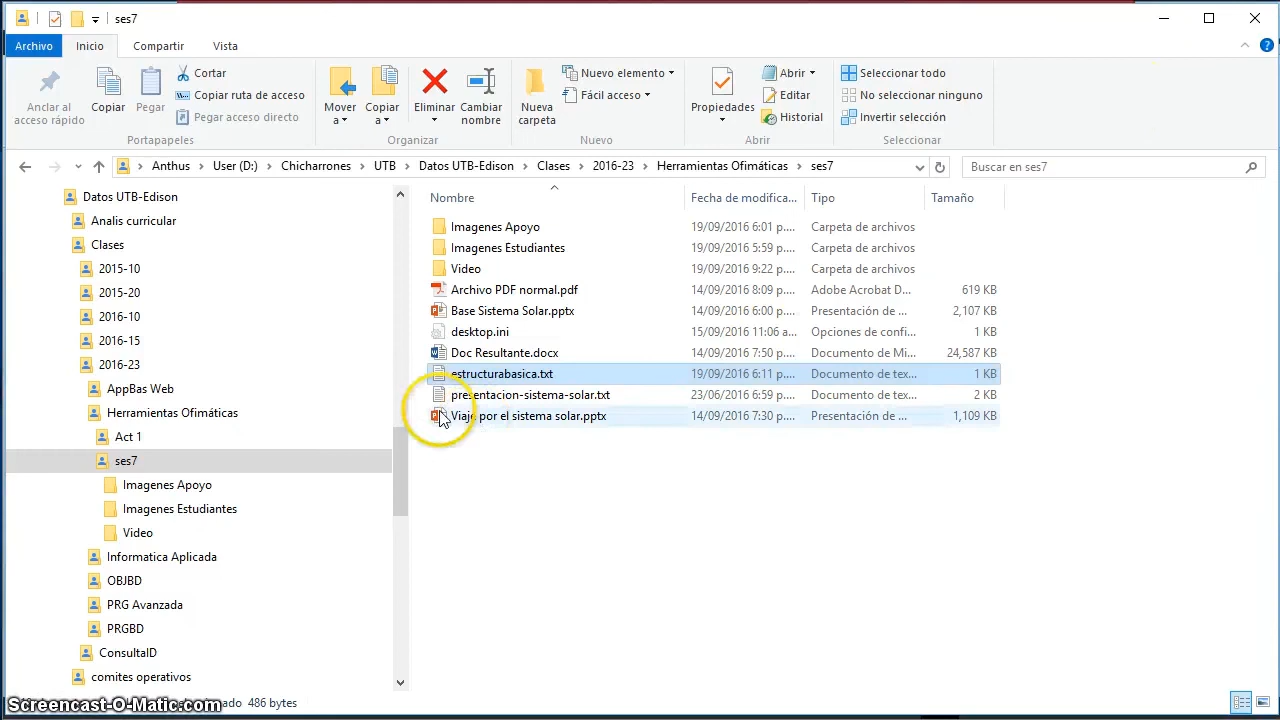 ses7
Archivo Inicio Compartir Vista
Anclar al acceso rápido
Copiar
Pegar
Cortar
Copiar ruta de acceso
Pegar acceso directo
Portapapeles
Mover a
Copiar a
Eliminar
Cambiar nombre
Organizar
Nueva carpeta
Nuevo elemento
Fácil acceso
Nuevo
Propiedades
Abrir
Editar
Historial
Abrir
Seleccionar todo
No seleccionar ninguno
Invertir selección
Seleccionar
Anthus > User (D:) > Chicharrones > UTB > Datos UTB-Edison > Clases > 2016-23 > Herramientas Ofimáticas > ses7
Buscar en ses7
Datos UTB-Edison
Analis curricular
Clases
2015-10
2015-20
2016-10
2016-15
2016-23
AppBas Web
Herramientas Ofimáticas
Act 1
ses7
Imagenes Apoyo
Imagenes Estudiantes
Video
Informatica Aplicada
OBJBD
PRG Avanzada
PRGBD
ConsultaID
comites operativos
Nombre Fecha de modifica... Tipo Tamaño
Imagenes Apoyo 19/09/2016 6:01 p.... Carpeta de archivos
Imagenes Estudiantes 19/09/2016 5:59 p.... Carpeta de archivos
Video 19/09/2016 9:22 p.... Carpeta de archivos
Archivo PDF normal.pdf 14/09/2016 8:09 p.... Adobe Acrobat D... 619 KB
Base Sistema Solar.pptx 14/09/2016 6:00 p.... Presentación de ... 2,107 KB
desktop.ini 15/09/2016 11:06 a... Opciones de confi... 1 KB
Doc Resultante.docx 14/09/2016 7:50 p.... Documento de Mi... 24,587 KB
estructurabasica.txt 19/09/2016 6:11 p.... Documento de tex... 1 KB
presentacion-sistema-solar.txt 23/06/2016 6:59 p.... Documento de tex... 2 KB
Viaje por el sistema solar.pptx 14/09/2016 7:30 p.... Presentación de ... 1,109 KB
486 bytes
Screencast-O-Matic.com